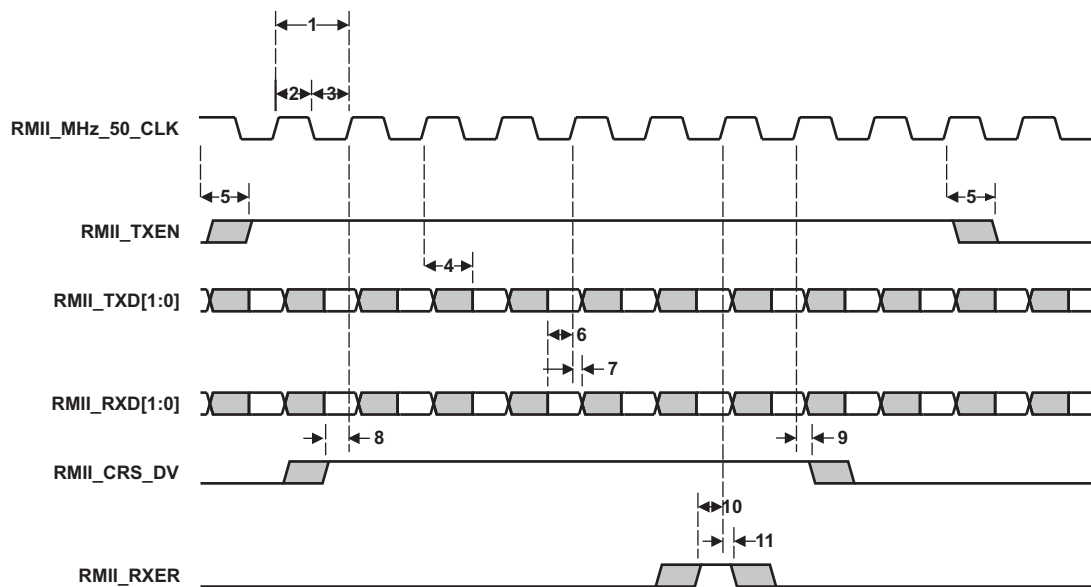 1
2 3
RMII_MHz_50_CLK
5 5
RMII_TXEN
4
RMII_TXD[1:0]
6
7
RMII_RXD[1:0]
8 9
RMII_CRS_DV
10
11
RMII_RXER